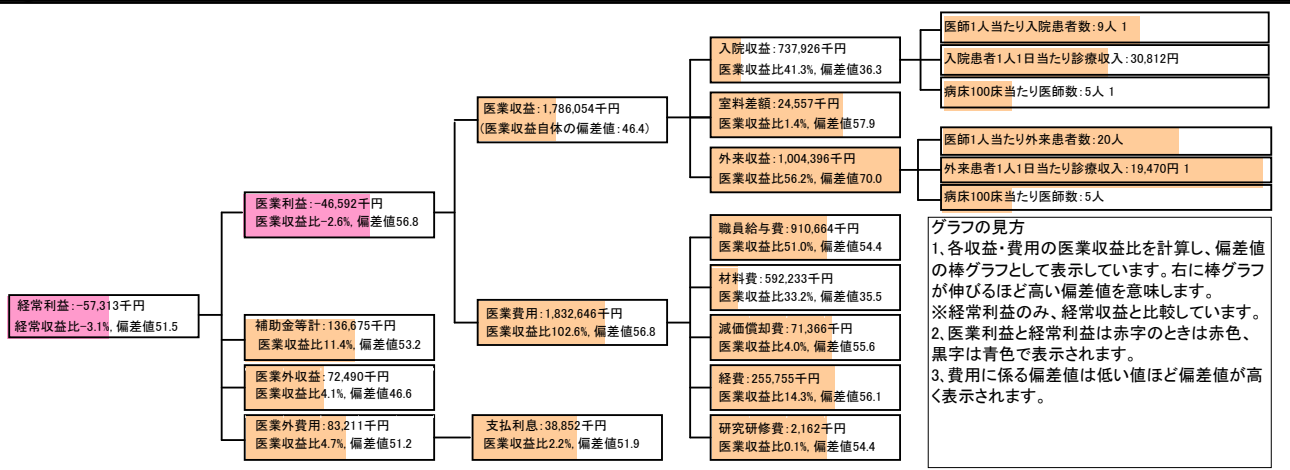 経常利益:-57,313千円
経常収益比-3.1%, 偏差値51.5
医業利益:-46,592千円
医業収益比-2.6%, 偏差値56.8
補助金等計:136,675千円
医業収益比11.4%, 偏差値53.2
医業外収益:72,490千円
医業収益比4.1%, 偏差値46.6
医業外費用:83,211千円
医業収益比4.7%, 偏差値51.2
支払利息:38,852千円
医業収益比2.2%, 偏差値51.9
医業収益:1,786,054千円
(医業収益自体の偏差値:46.4)
医業費用:1,832,646千円
医業収益比102.6%, 偏差値56.8
入院収益:737,926千円
医業収益比41.3%, 偏差値36.3
室料差額:24,557千円
医業収益比1.4%, 偏差値57.9
外来収益:1,004,396千円
医業収益比56.2%, 偏差値70.0
職員給与費:910,664千円
医業収益比51.0%, 偏差値54.4
材料費:592,233千円
医業収益比33.2%, 偏差値35.5
減価償却費:71,366千円
医業収益比4.0%, 偏差値55.6
経費:255,755千円
医業収益比14.3%, 偏差値56.1
研究研修費:2,162千円
医業収益比0.1%, 偏差値54.4
医師1人当たり入院患者数:9人 1
入院患者1人1日当たり診療収入:30,812円
病床100床当たり医師数:5人 1
医師1人当たり外来患者数:20人
外来患者1人1日当たり診療収入:19,470円 1
病床100床当たり医師数:5人
グラフの見方
1、各収益・費用の医業収益比を計算し、偏差値
の棒グラフとして表示しています。右に棒グラフ
が伸びるほど高い偏差値を意味します。
※経常利益のみ、経常収益と比較しています。
2、医業利益と経常利益は赤字のときは赤色、
黒字は青色で表示されます。
3、費用に係る偏差値は低い値ほど偏差値が高
く表示されます。